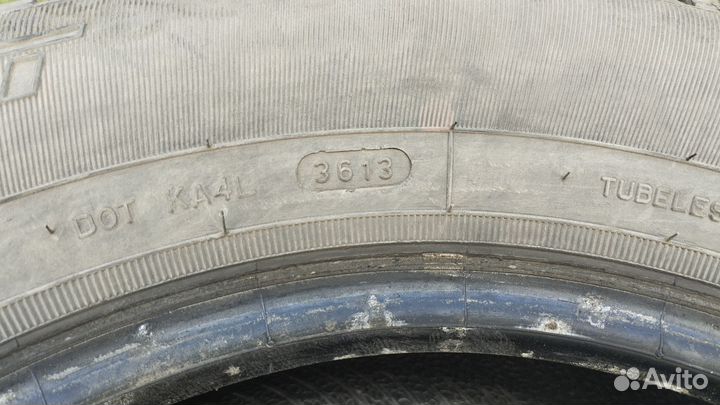 DOT KA4L 3613 TUBELES
Avito